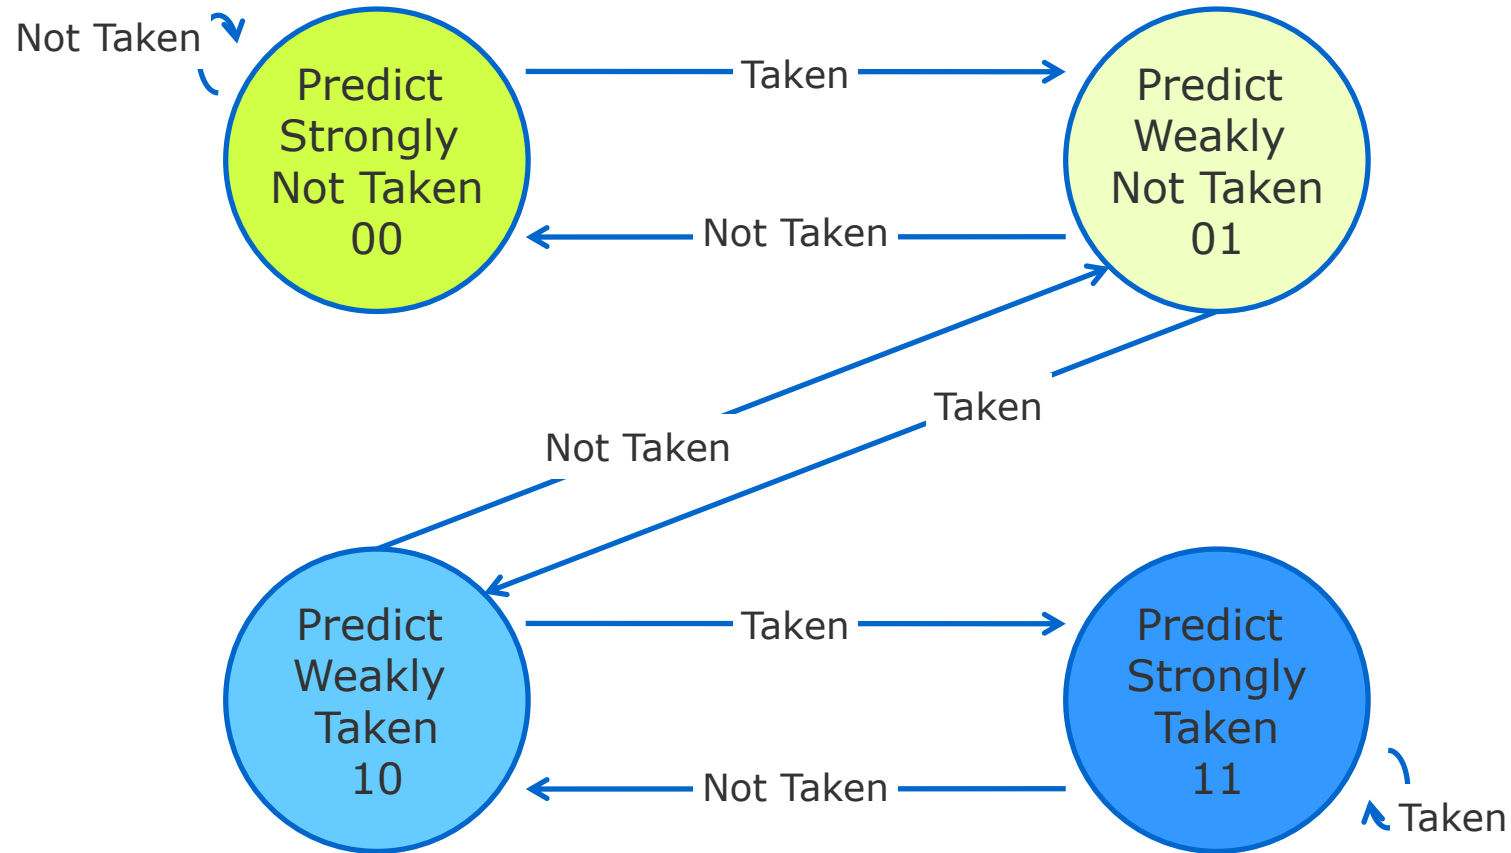 Not Taken
Predict
Strongly
Not Taken
00
Taken
Not Taken
Predict
Weakly
Not Taken
01
Not Taken
Taken
Predict
Weakly
Taken
10
Taken
Not Taken
Predict
Strongly
Taken
11
Taken